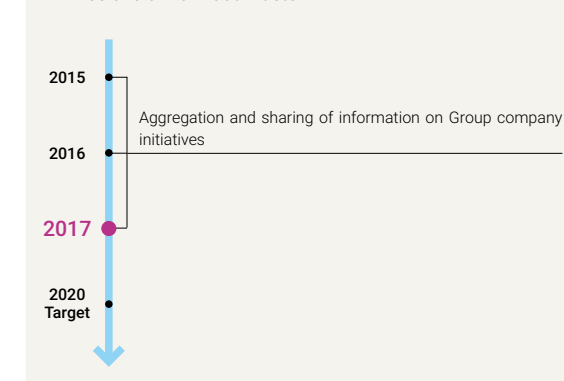 2015
Aggregation and sharing of information on Group company
initiatives
2016
2017
2020
Target